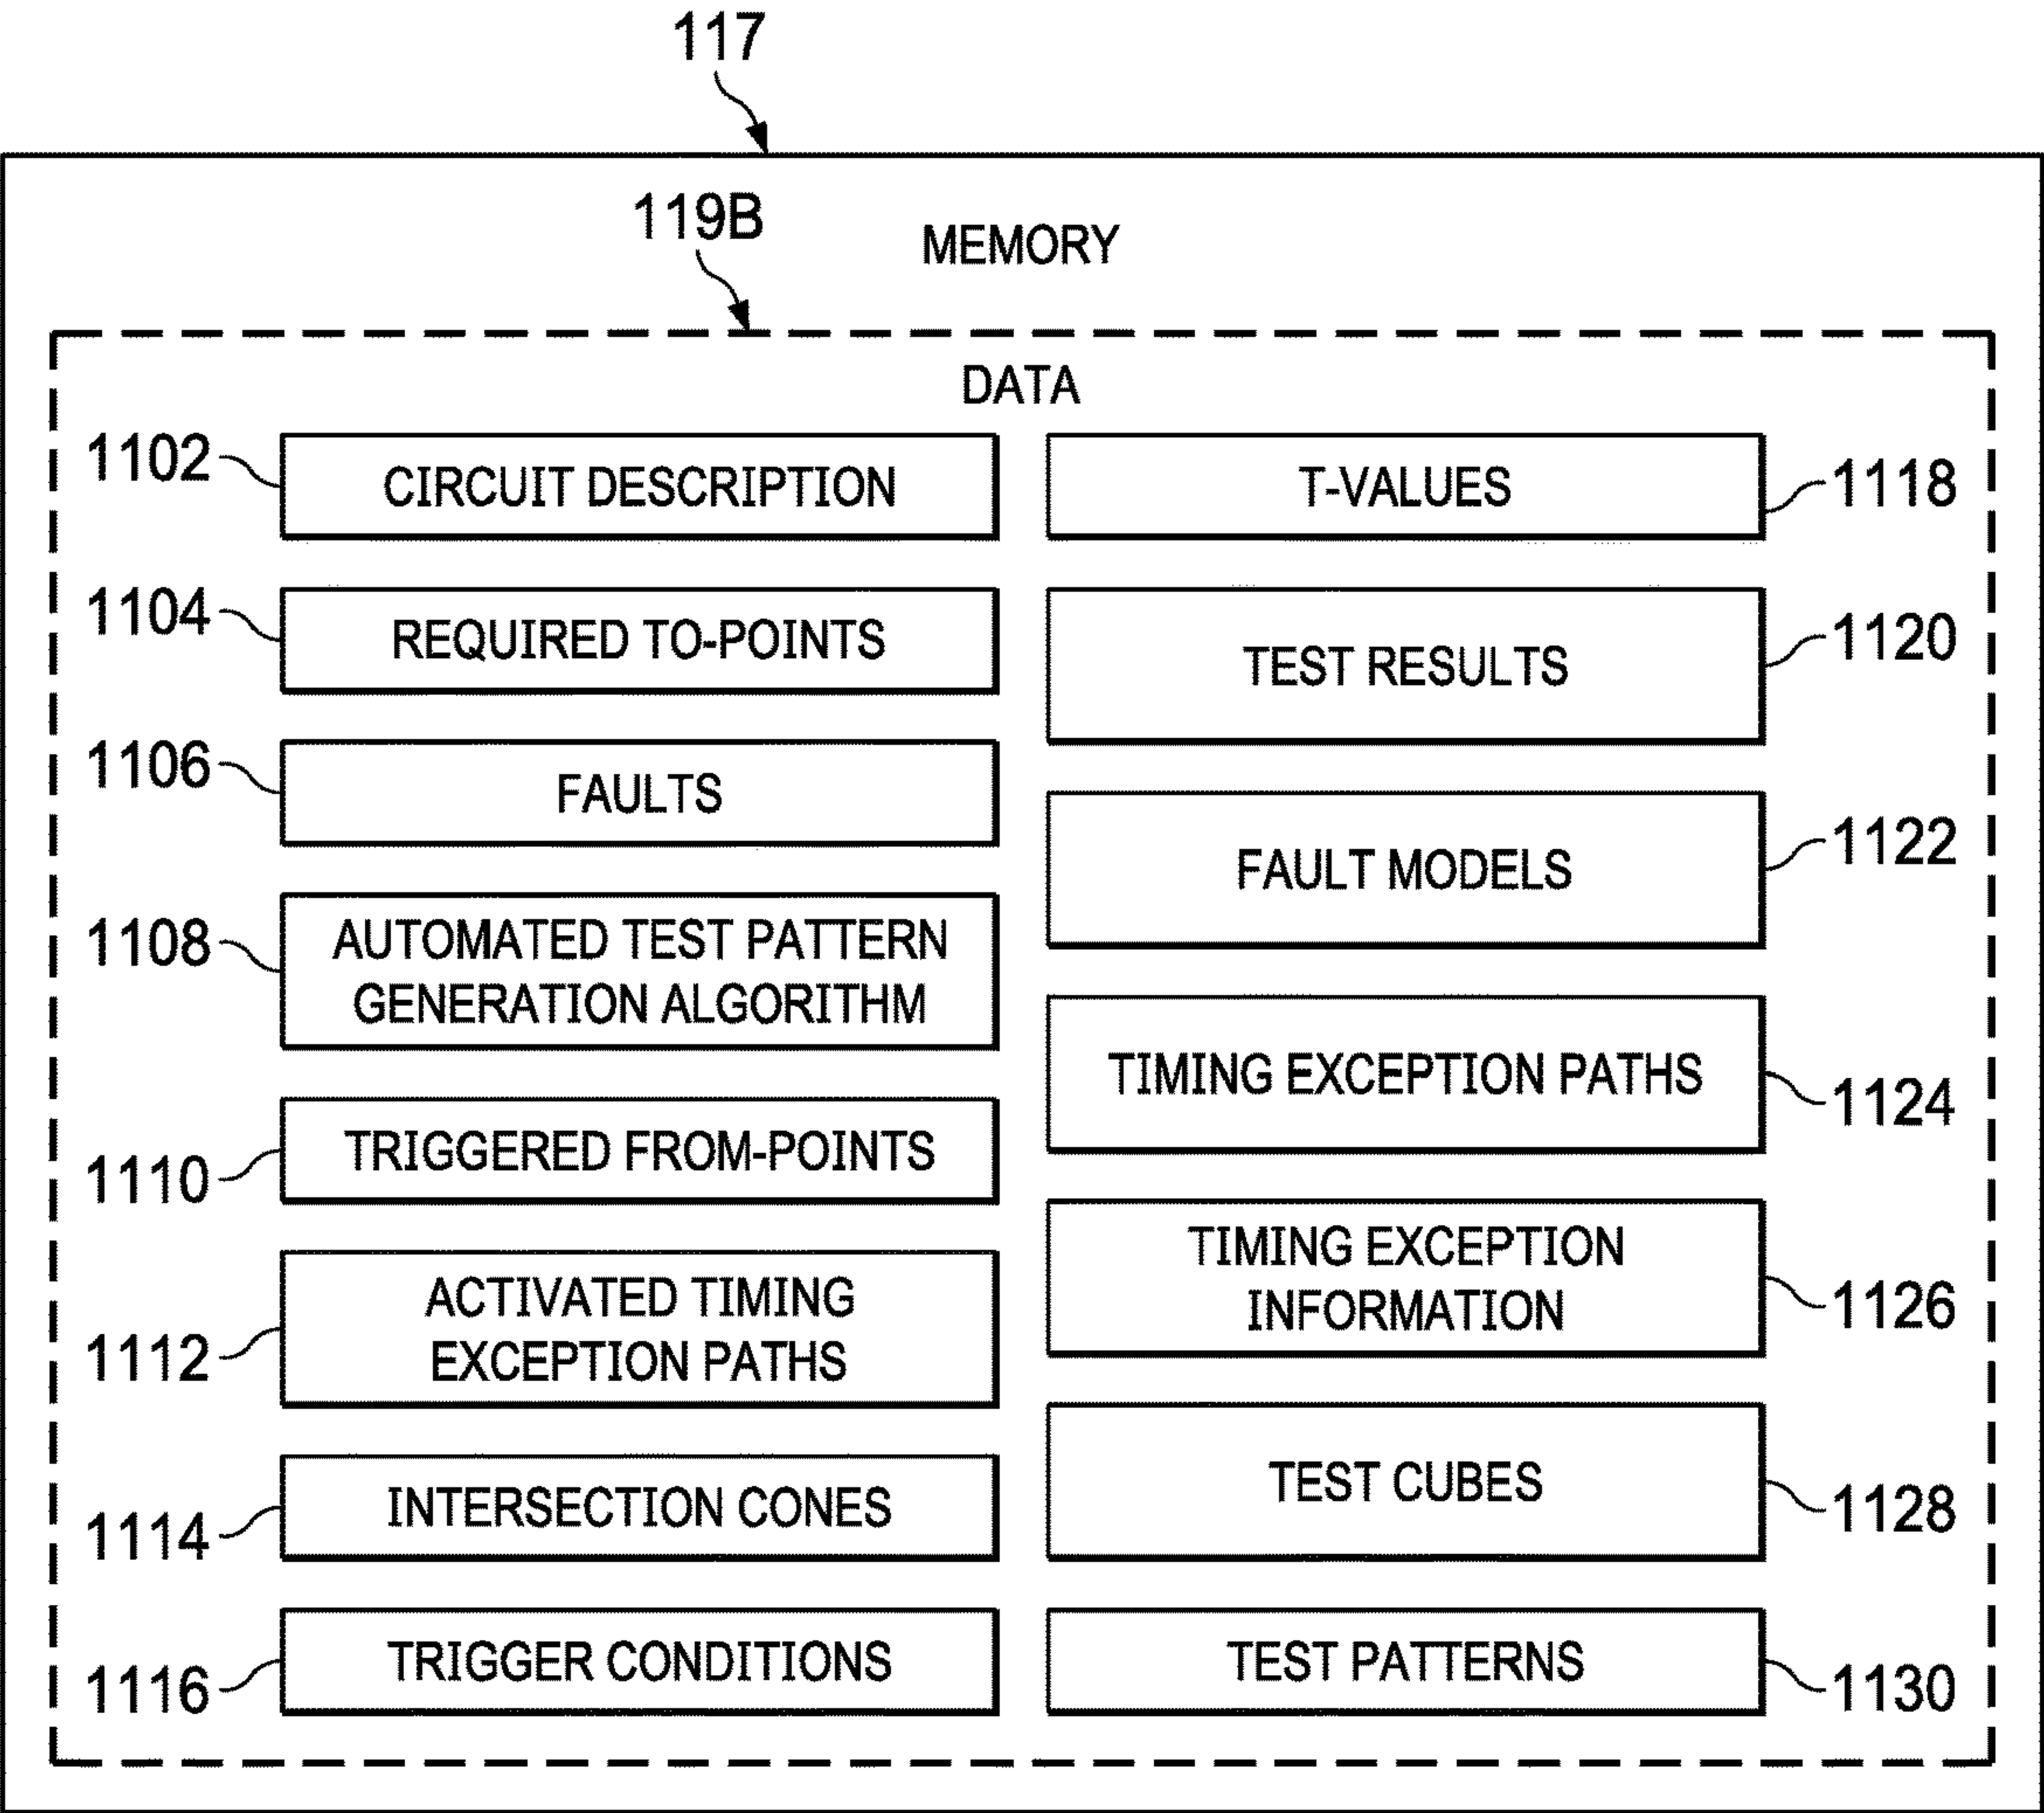 117
119B
MEMORY
DATA
1102
CIRCUIT DESCRIPTION
1104
REQUIRED TO-POINTS
1106
FAULTS
1108
AUTOMATED TEST PATTERN
GENERATION ALGORITHM
1110
TRIGGERED FROM-POINTS
1112
ACTIVATED TIMING
EXCEPTION PATHS
1114
INTERSECTION CONES
1116
TRIGGER CONDITIONS
T-VALUES
1118
TEST RESULTS
1120
FAULT MODELS
1122
TIMING EXCEPTION PATHS
1124
TIMING EXCEPTION
INFORMATION
1126
TEST CUBES
1128
TEST PATTERNS
1130